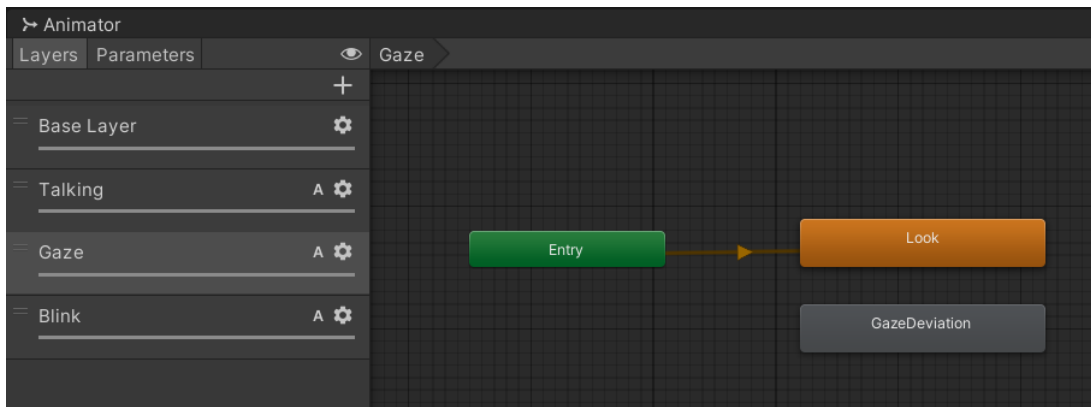 Animator
Layers Parameters
Gaze
Base Layer
Talking A
Gaze A
Blink A
Entry
Look
GazeDeviation